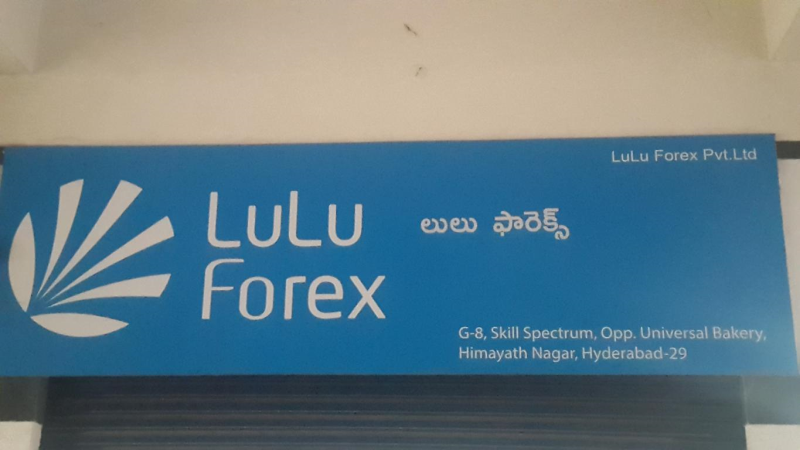 LuLu Forex Pvt.Ltd
LuLu
Forex
లులు ఫారెక్స్
G-8, Skill Spectrum, Opp. Universal Bakery,
Himayath Nagar, Hyderabad-29